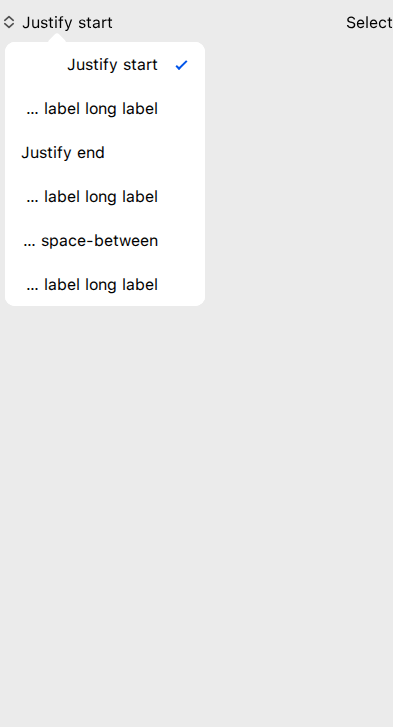 Justify start
Select
Justify start
... label long label
Justify end
... label long label
... space-between
... label long label